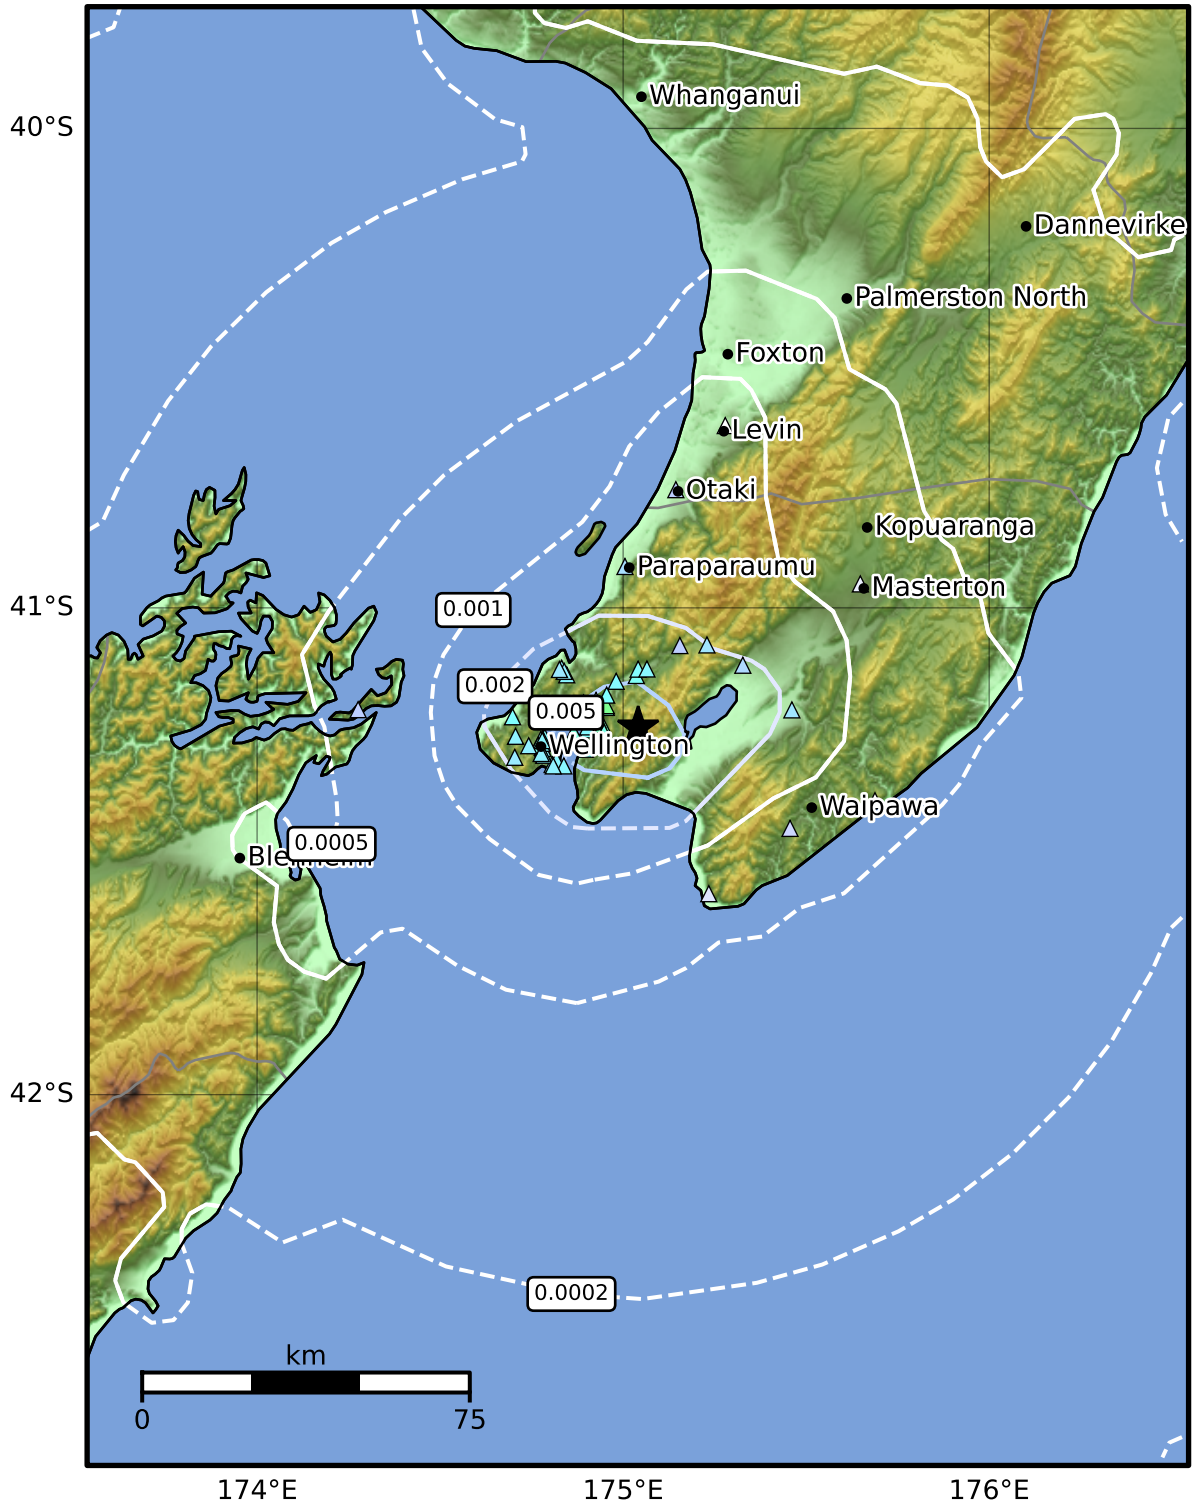 Whanganui
40°S
Dannevirke
Palmerston North
Foxton
Levin
Otaki
Kopuaranga
Paraparaumu
Masterton
41°S
0.001
0.002
0.005
Wellington
Waipawa
0.0005
Blenheim
42°S
0.0002
km
0 75
174°E 175°E 176°E